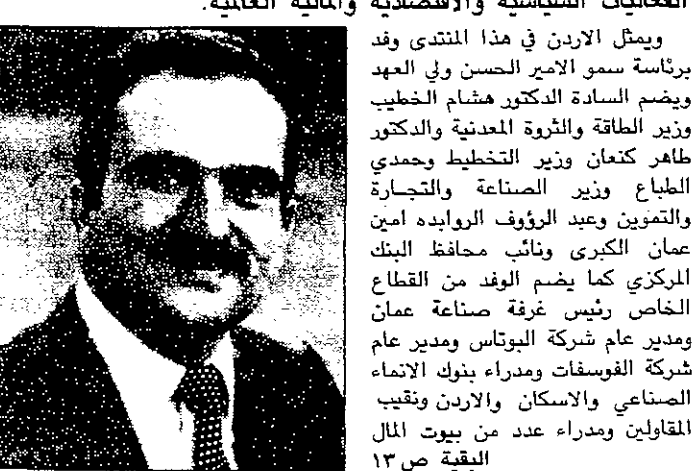 الفعاليات السياسية والاقتصادية والمالية العالمية.
ويمثل الاردن في هذا المنتدى وفد
برئاسة سمو الامير الحسن ولي العهد
ويضم السادة الدكتور هشام الخطيب
وزير الطاقة والثروة المعدنية والدكتور
طاهر كنعان وزير التخطيط وحمدي
الطباع وزير الصناعة والتجارة
والتموين وعبد الرؤوف الروابده امين
عمان الكبرى ونائب محافظ البنك
المركزي كما يضم الوفد من القطاع
الخاص رئيس غرفة صناعة عمان
ومدير عام شركة البوتاس ومدير عام
شركة الفوسفات ومدراء بنوك الانماء
الصناعي والاسكان والاردن ونقيب
المقاولين ومدراء عدد من بيوت المال
البقية ص ١٣